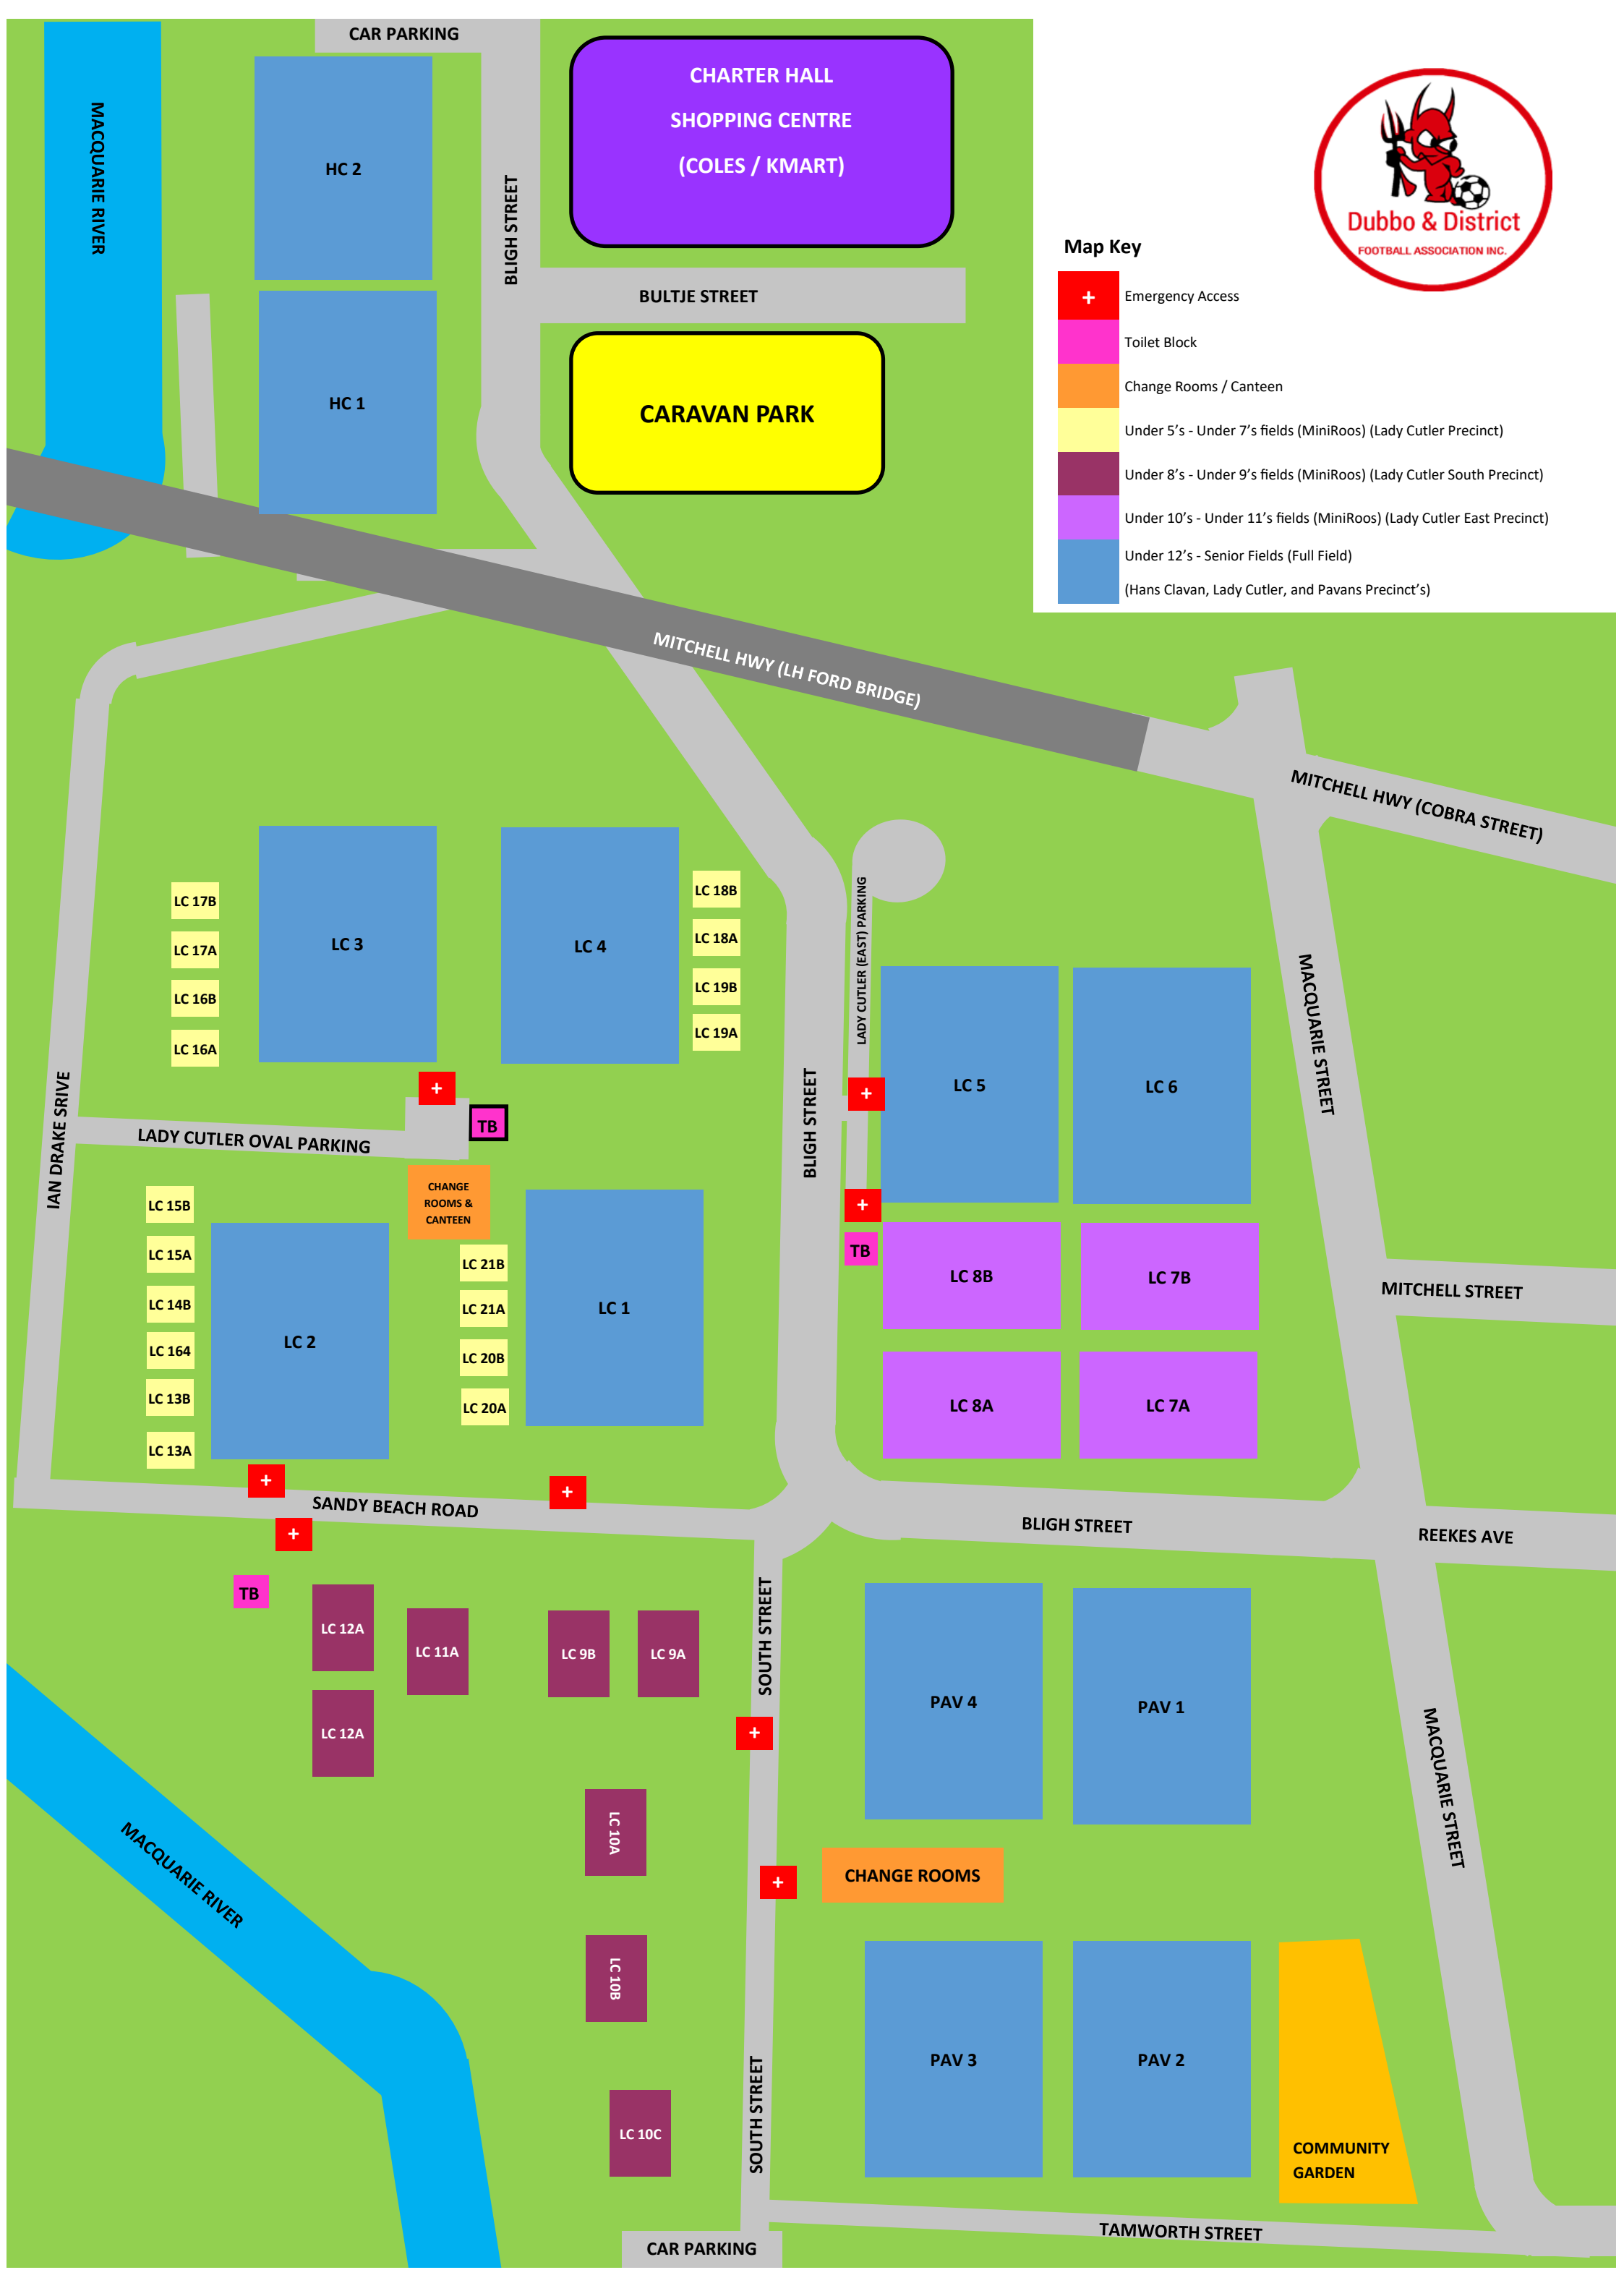 CAR PARKING
CHARTER HALL
SHOPPING CENTRE
(COLES / KMART)
MACQUARIE RIVER
HC 2
BLIGH STREET
Dubbo & District
FOOTBALL ASSOCIATION INC.
Map Key
+ Emergency Access
Toilet Block
Change Rooms / Canteen
Under 5's - Under 7's fields (MiniRoos) (Lady Cutler Precinct)
Under 8's - Under 9's fields (MiniRoos) (Lady Cutler South Precinct)
Under 10's - Under 11's fields (MiniRoos) (Lady Cutler East Precinct)
Under 12's - Senior Fields (Full Field)
(Hans Clavan, Lady Cutler, and Pavans Precinct's)
BULTJE STREET
HC 1
CARAVAN PARK
MITCHELL HWY (LH FORD BRIDGE)
MITCHELL HWY (COBRA STREET)
LC 17B
LC 17A
LC 16B
LC 16A
LC 3
LC 4
LC 18B
LC 18A
LC 19B
LC 19A
LADY CUTLER (EAST) PARKING
LC 5
LC 6
MACQUARIE STREET
+
+
TB
IAN DRAKE SRIVE
LADY CUTLER OVAL PARKING
BLIGH STREET
CHANGE
ROOMS &
CANTEEN
+
TB
LC 15B
LC 15A
LC 14B
LC 164
LC 13B
LC 13A
LC 2
LC 21B
LC 21A
LC 20B
LC 20A
LC 1
LC 8B
LC 7B
LC 8A
LC 7A
MITCHELL STREET
+
+
SANDY BEACH ROAD
+
BLIGH STREET
REEKES AVE
TB
LC 12A
LC 11A
LC 9B
LC 9A
LC 12A
SOUTH STREET
+
PAV 4
PAV 1
MACQUARIE STREET
MACQUARIE RIVER
LC 10A
+
CHANGE ROOMS
LC 10B
PAV 3
PAV 2
LC 10C
SOUTH STREET
COMMUNITY
GARDEN
TAMWORTH STREET
CAR PARKING